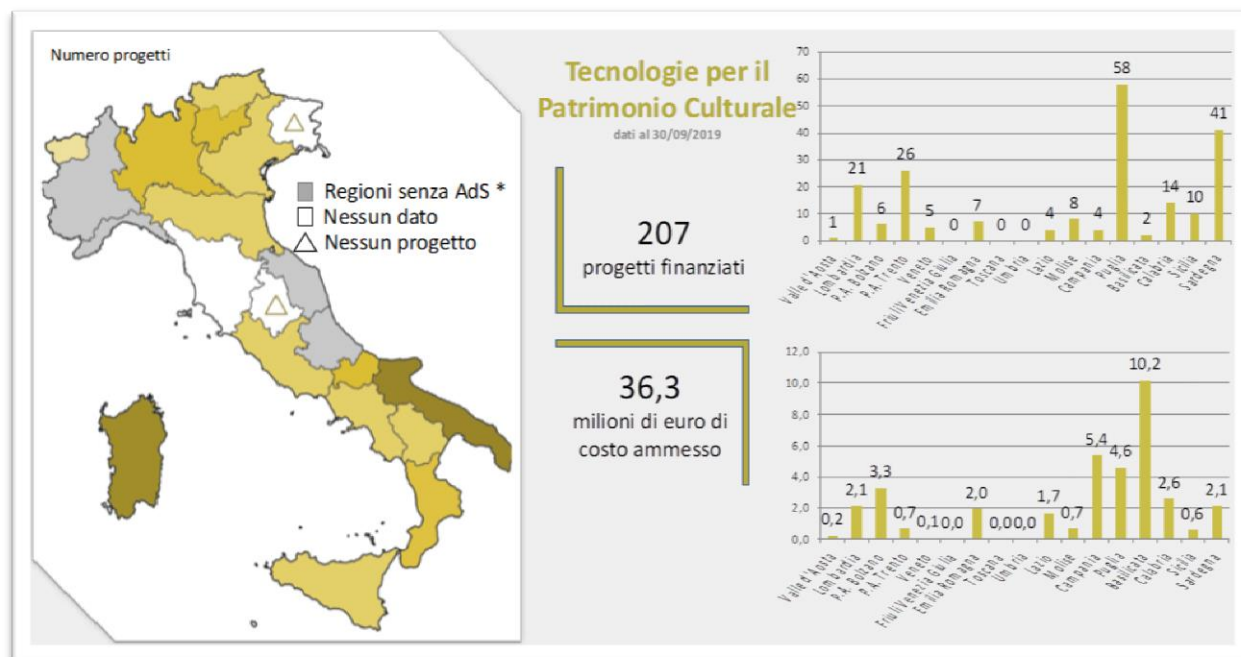 Numero progetti
Regioni senza AdS *
Nessun dato
Nessun progetto
Tecnologie per il
Patrimonio Culturale
dati al 30/09/2019
207
progetti finanziati
36,3
milioni di euro di
costo ammesso
70
60
50
40
30
20
10
0
1
21
6
26
5
0
7
0
0
4
8
4
58
2
14
10
41
Valle d'Aosta
Lombardia
P.A. Bolzano
P.A. Trento
Veneto
Friuli Venezia Giulia
Emilia Romagna
Toscana
Umbria
Lazio
Molise
Campania
Puglia
Basilicata
Calabria
Sicilia
Sardegna
12,0
10,0
8,0
6,0
4,0
2,0
0,0
0,2
2,1
3,3
0,7
0,1
0,0
2,0
0,0
0,0
1,7
0,7
5,4
4,6
10,2
2,6
0,6
2,1
Valle d'Aosta
Lombardia
P.A. Bolzano
P.A. Trento
Veneto
Friuli Venezia Giulia
Emilia Romagna
Toscana
Umbria
Lazio
Molise
Campania
Puglia
Basilicata
Calabria
Sicilia
Sardegna